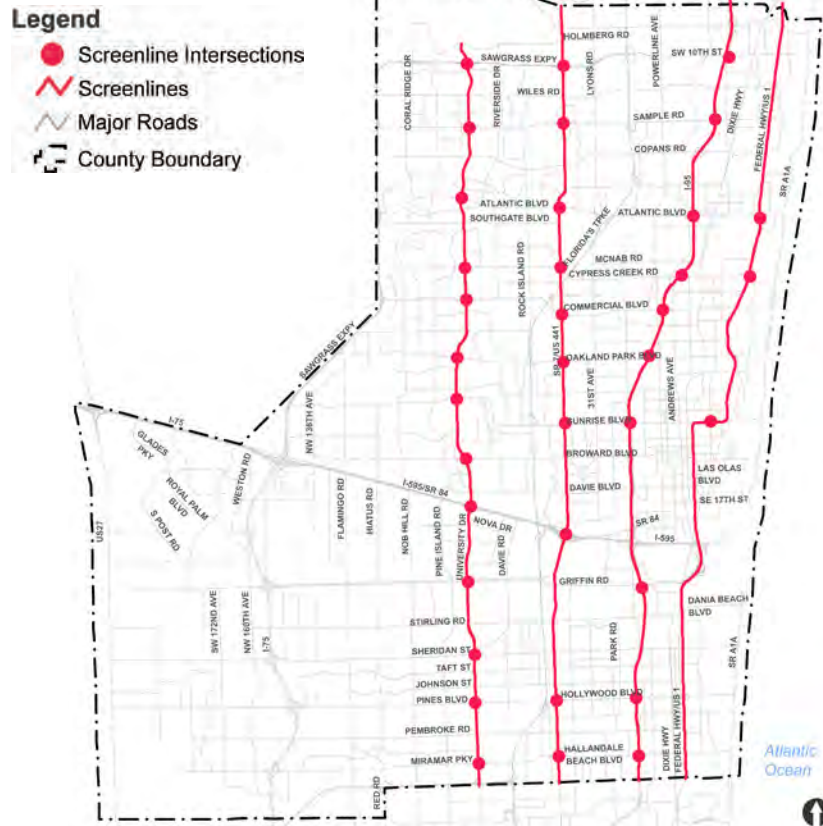 Legend
Screenline Intersections
Screenlines
Major Roads
County Boundary
HOLMBERG RD
SAWGRASS EXPY
WILES RD
LYONS RD
POWERLINE AVE
SW 10TH ST
CORAL RIDGE DR
RIVERSIDE DR
SAMPLE RD
COPANS RD
DIXIE HWY
FEDERAL HWY/US 1
SR A1A
I-95
ATLANTIC BLVD
SOUTHGATE BLVD
ATLANTIC BLVD
FLORIDA'S TPKE
MCNAB RD
CYPRESS CREEK RD
ROCK ISLAND RD
COMMERCIAL BLVD
SR 7/US 441
OAKLAND PARK BLVD
SAWGRASS EXPY
31ST AVE
ANDREWS AVE
I-75
NW 136TH AVE
SUNRISE BLVD
GLADES
PKY
WESTON RD
BROWARD BLVD
LAS OLAS
BLVD
ROYAL PALM
BLVD
S POST RD
FLAMINGO RD
HIATUS RD
NOB HILL RD
PINE ISLAND RD
UNIVERSITY DR
I-595/SR 84
DAVIE BLVD
SE 17TH ST
NOVA DR
DAVIE RD
SR 84
I-595
US27
GRIFFIN RD
SW 172ND AVE
NW 160TH AVE
I-75
DANIA BEACH
BLVD
STIRLING RD
PARK RD
SHERIDAN ST
TAFT ST
JOHNSON ST
PINES BLVD
HOLLYWOOD BLVD
SR A1A
PEMBROKE RD
HALLANDALE
BEACH BLVD
DIXIE HWY
FEDERAL HWY/US 1
MIRAMAR PKY
RED RD
Atlantic
Ocean